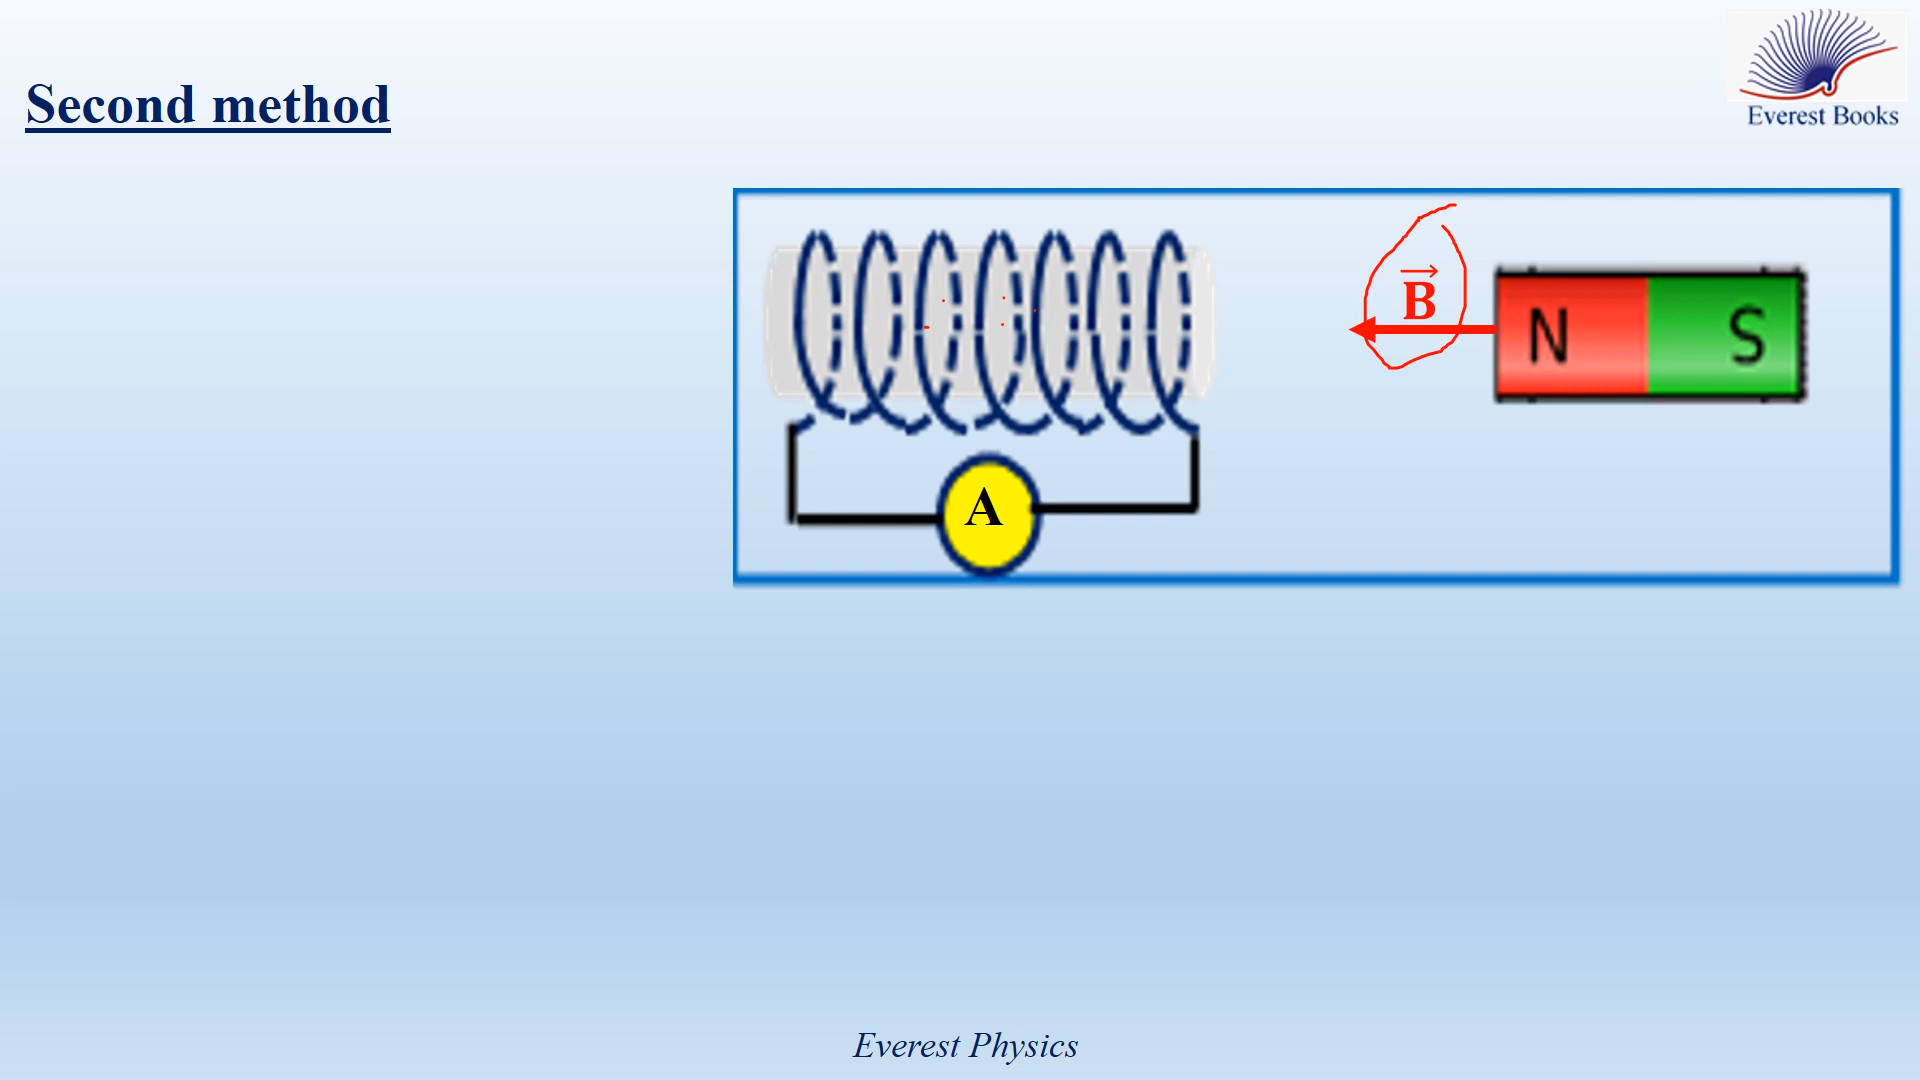 Everest Books
Second method
B
N S
A
Everest Physics